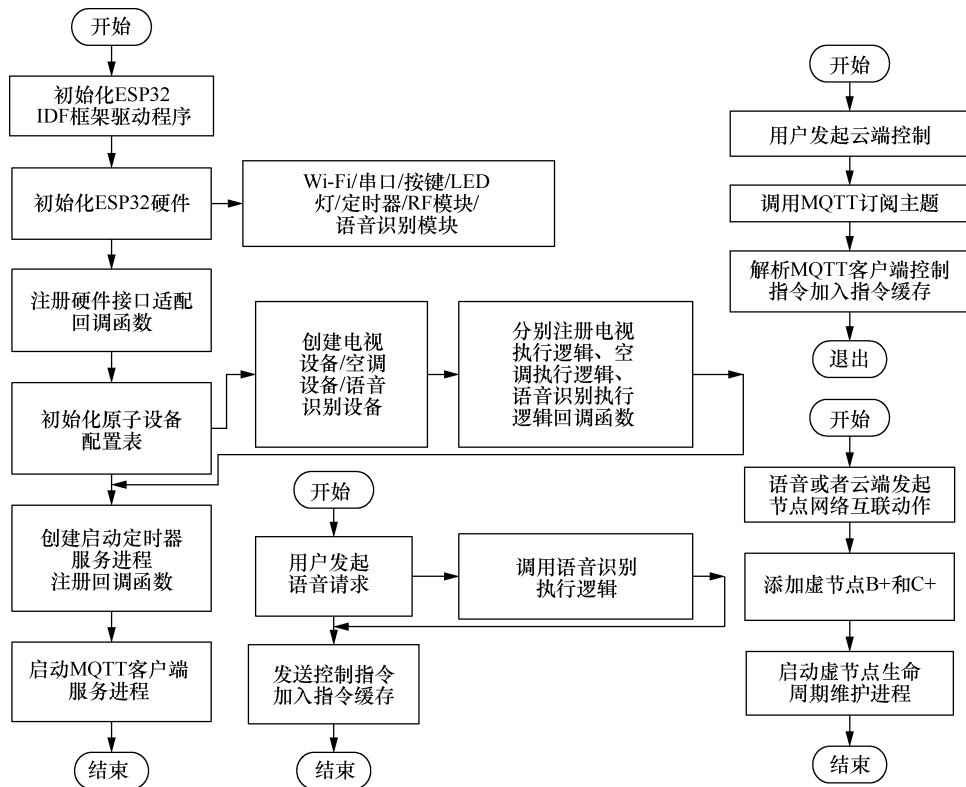 开始
初始化ESP32
IDF框架驱动程序
初始化ESP32硬件
Wi-Fi/串口/按键/LED
灯/定时器/RF模块/
语音识别模块
注册硬件接口适配
回调函数
初始化原子设备
配置表
创建电视
设备/空调
设备/语音
识别设备
分别注册电视
执行逻辑、空
调执行逻辑、
语音识别执行
逻辑回调函数
创建启动定时器
服务进程
注册回调函数
启动MQTT客户端
服务进程
结束
开始
用户发起
语音请求
调用语音识别
执行逻辑
发送控制指令
加入指令缓存
结束
开始
用户发起云端控制
调用MQTT订阅主题
解析MQTT客户端控制
指令加入指令缓存
退出
开始
语音或者云端发起
节点网络互联动作
添加虚节点B+和C+
启动虚节点生命
周期维护进程
结束